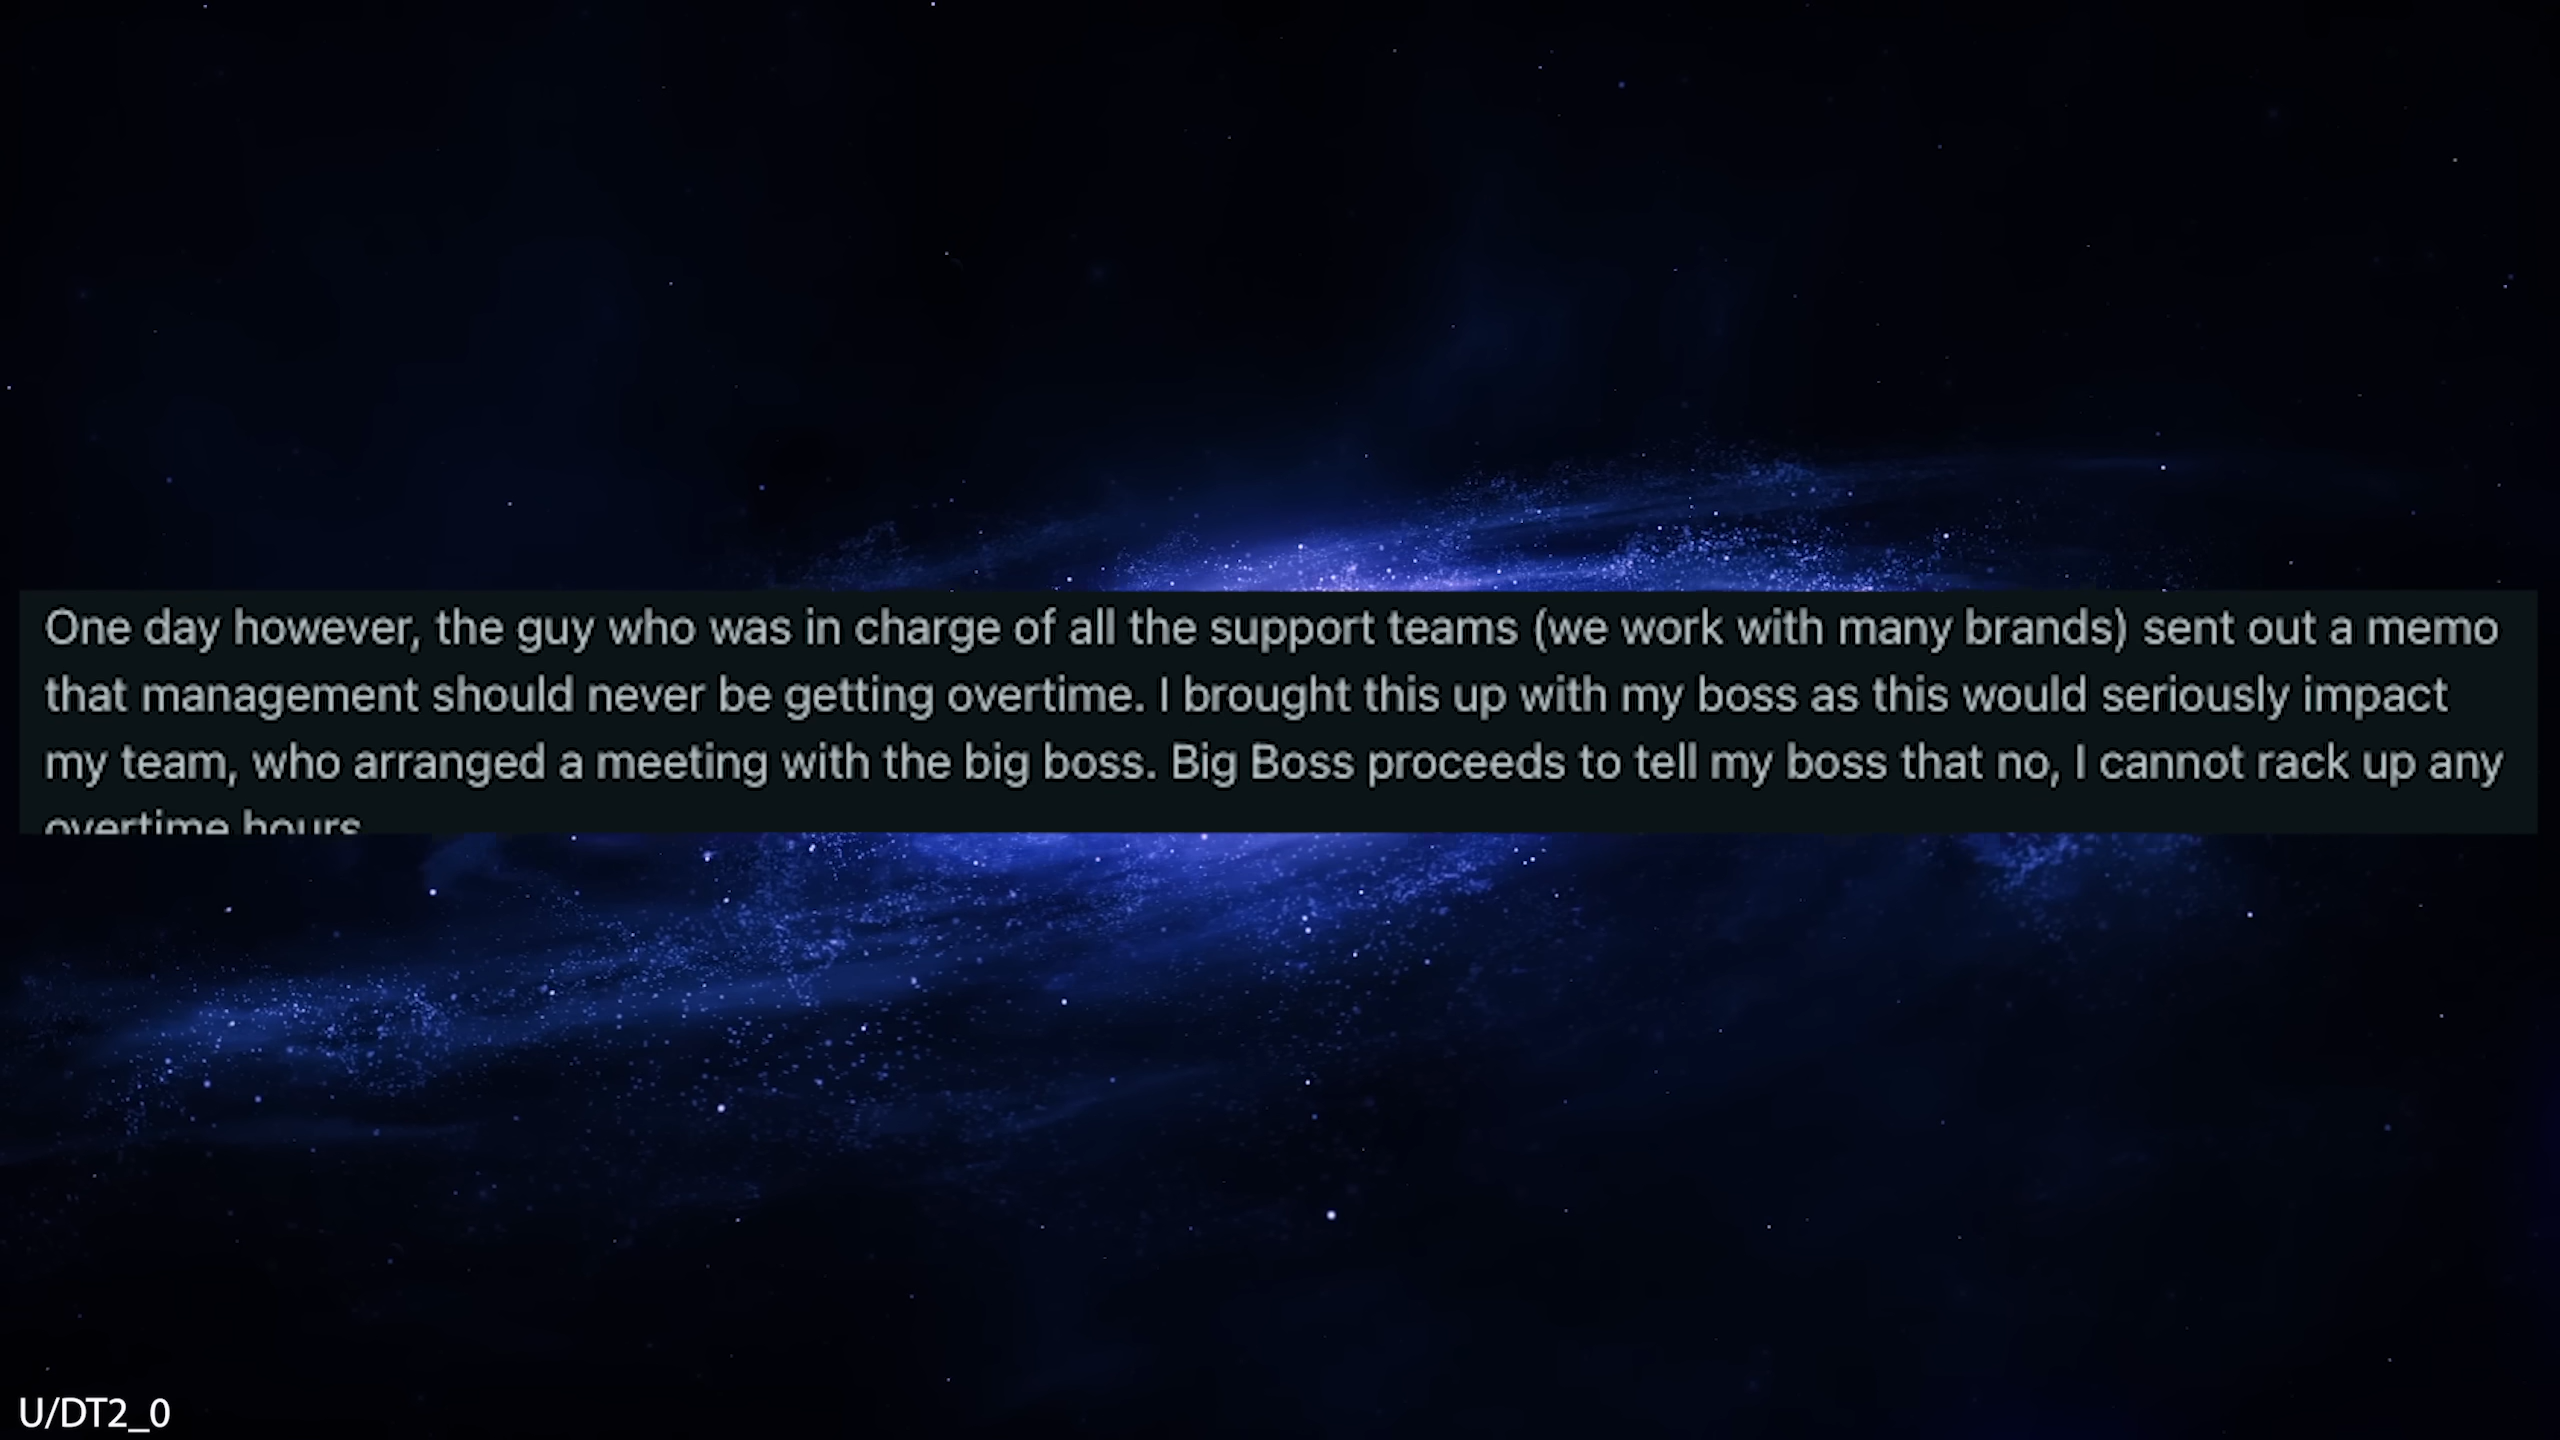 One day however, the guy who was in charge of all the support teams (we work with many brands) sent out a memo
that management should never be getting overtime. I brought this up with my boss as this would seriously impact
my team, who arranged a meeting with the big boss. Big Boss proceeds to tell my boss that no, I cannot rack up any
overtime hours
U/DT2_0